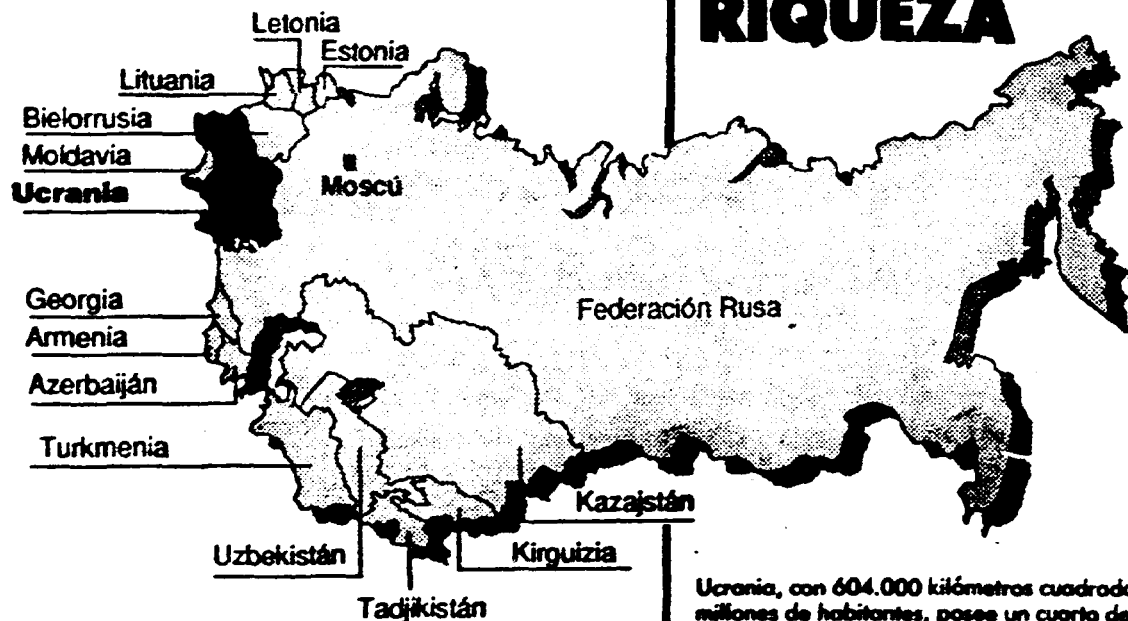 RIQUEZA
Letonia
Estonia
Lituania
Bielorrusia
Moldavia
Ucrania
Moscú
Georgia
Federación Rusa
Armenia
Azerbaiján
Turkmenia
Kazajstán
Uzbekistán
Kirguizia
Tadjikistán
Ucrania, con 604.000 kilómetros
millones de habitantes, posee un cuarto de